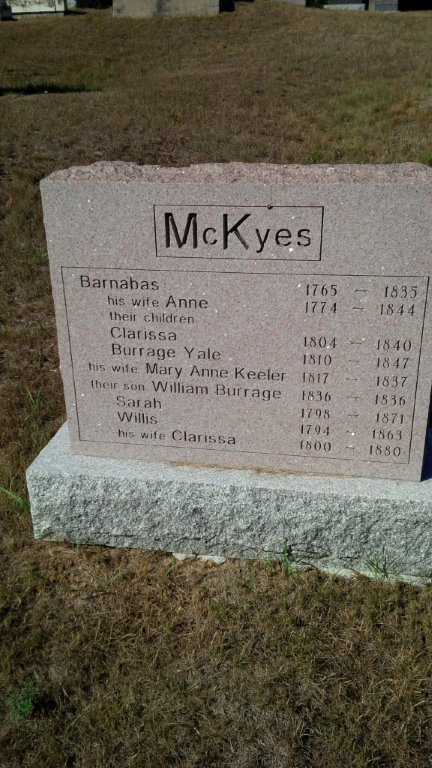 McKyes
Barnabas 1765 — 1835
his wife Anne 1774 — 1844
their children
Clarissa 1804 — 1840
Burrage Yale 1810 — 1847
his wife Mary Anne Keeler 1817 — 1837
their son William Burrage 1836 — 1836
Sarah 1798 — 1871
Willis 1794 — 1863
his wife Clarissa 1800 — 1880